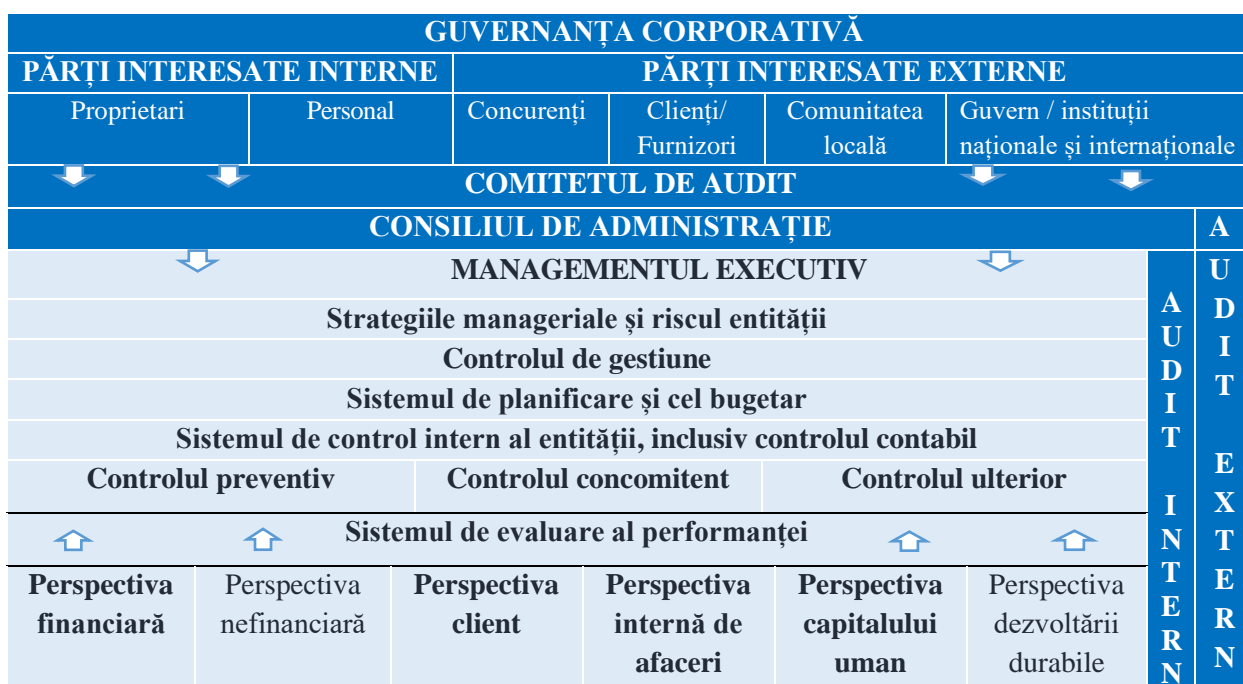 GUVERNANȚA CORPORATIVĂ
PĂRȚI INTERESATE INTERNE
PĂRȚI INTERESATE EXTERNE
Proprietari
Personal
Concurenți
Clienți/
Furnizori
Comunitatea
locală
Guvern / instituții
naționale și internaționale
COMITETUL DE AUDIT
CONSILIUL DE ADMINISTRAȚIE
MANAGEMENTUL EXECUTIV
Strategiile manageriale și riscul entității
Controlul de gestiune
Sistemul de planificare și cel bugetar
Sistemul de control intern al entității, inclusiv controlul contabil
Controlul preventiv
Controlul concomitent
Controlul ulterior
Sistemul de evaluare al performanței
Perspectiva
financiară
Perspectiva
nefinanciară
Perspectiva
client
Perspectiva
internă de
afaceri
Perspectiva
capitalului
uman
Perspectiva
dezvoltării
durabile
AUDIT INTERN
AUDIT EXTERN